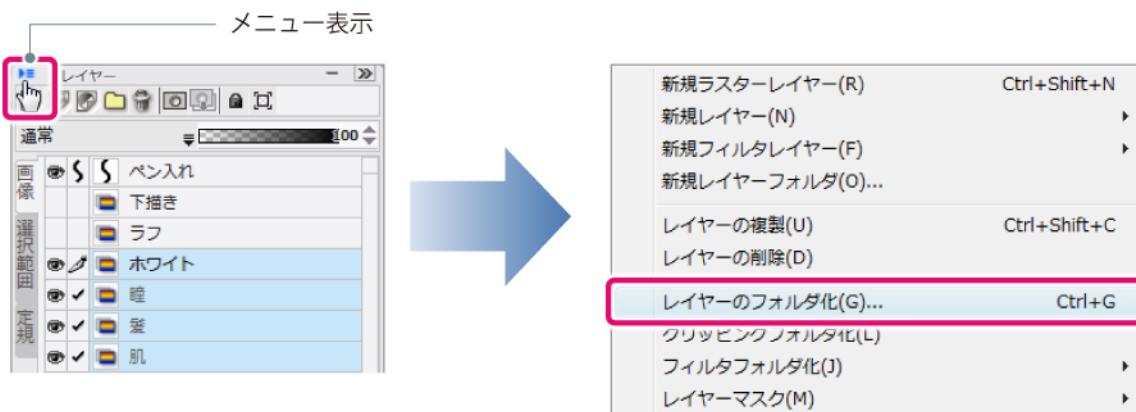 メニュー表示
レイヤー
通常
100
画像
選択範囲
定規
ペン入れ
下描き
ラフ
ホワイト
瞳
髪
肌
新規ラスターレイヤー(R) Ctrl+Shift+N
新規レイヤー(N)
新規フィルタレイヤー(F)
新規レイヤーフォルダ(O)...
レイヤーの複製(U) Ctrl+Shift+C
レイヤーの削除(D)
レイヤーのフォルダ化(G)... Ctrl+G
クリッピングフォルダ化(L)
フィルタフォルダ化(J)
レイヤーマスク(M)